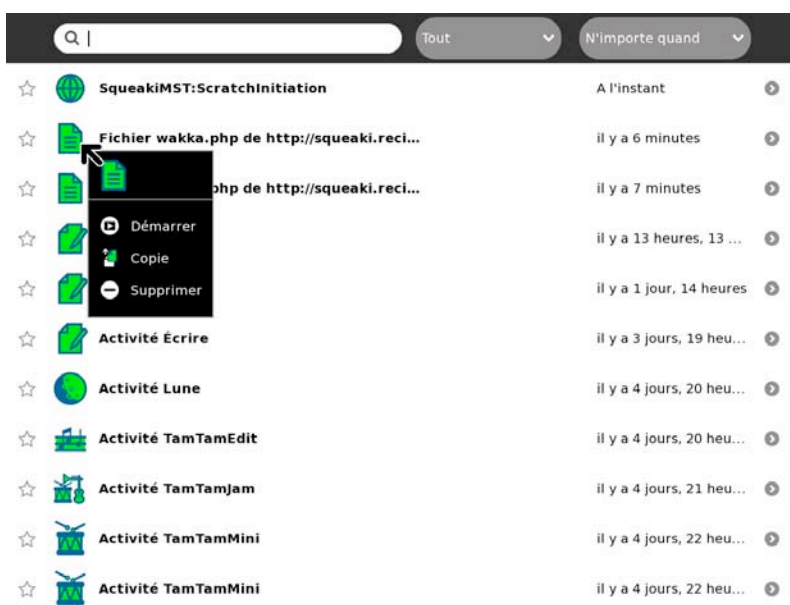 Tout N'importe quand
SqueakiMST:ScratchInitiation A l'instant
Fichier wakka.php de http://squeaki.reci... il y a 6 minutes
php de http://squeaki.reci... il y a 7 minutes
Démarrer
il y a 13 heures, 13 ...
Copie
Supprimer il y a 1 jour, 14 heures
Activité Écrire il y a 3 jours, 19 heu...
Activité Lune il y a 4 jours, 20 heu...
Activité TamTamEdit il y a 4 jours, 20 heu...
Activité TamTamJam il y a 4 jours, 21 heu...
Activité TamTamMini il y a 4 jours, 22 heu...
Activité TamTamMini il y a 4 jours, 22 heu...